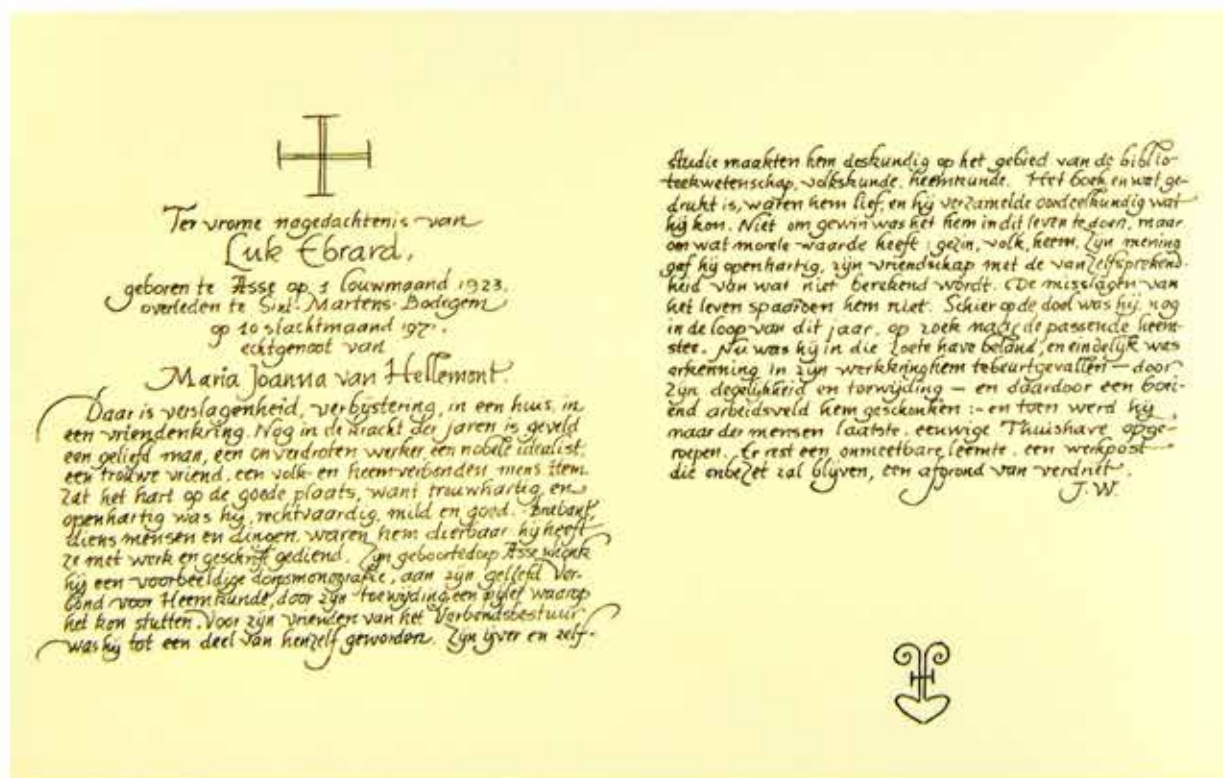 Ter vrome nagedachtenis van
Luk Ebrard,
geboren te Asse op 1 louwmaand 1923,
overleden te Sint-Martens-Bodegem
op 10 slachtmaand
echtgenoot van
Maria Joanna van Hellemont.
Daar is verslagenheid, verbijstering, in een huis, in
een vriendenkring. Nog in de kracht der jaren is geveld
een geliefd man, een onverdroten werker een nobele idealist,
een trouwe vriend, een volk- en heemverbonden mens. Hem
zat het hart op de goede plaats, want trouwhartig en
openhartig was hij, rechtvaardig, mild en goed. Brabant,
diens mensen en dingen, waren hem dierbaar: hij heeft
ze met werk en geschrift gediend. Zijn geboortedorp Asse schonk
hij een voorbeeldige dorpsmonografie, aan zijn geliefd Ver-
bond voor Heemkunde, door zijn toewijding een pijler waarop
het kon stutten. Voor zijn vrienden van het Verbondsbestuur
was hij tot een deel van henzelf geworden. Zijn ijver en zelf-
studie maakten hem deskundig op het gebied van de biblio-
teekwetenschap, volkskunde, heemkunde. Het boek en wat ge-
drukt is, waren hem lief, en hij verzamelde oordeelkundig wat
hij kon. Niet om gewin was het hem in dit leven te doen, maar
om wat morele waarde heeft: gezin, volk, heem. Zijn mening
gaf hij openhartig, zijn vriendschap met de vanzelfsprekend-
heid van wat niet berekend wordt. De misslagen van
het leven spaarden hem niet. Schier op de dool was hij, nog
in de loop van dit jaar, op zoek naar de passende heem-
stee. Nu was hij in die zoete have beland, en eindelijk was
erkenning in zijn werkkring hem tebeurtgevallen — door
zijn degelijkheid en toewijding — en daardoor een boei-
end arbeidsveld hem geschonken :- en toen werd hij
naar der mensen laatste, eeuwige Thuishave opge-
roepen. Er rest een onmeetbare leemte, een werkpost
die onbezet zal blijven, een afgrond van verdriet.
J.W.